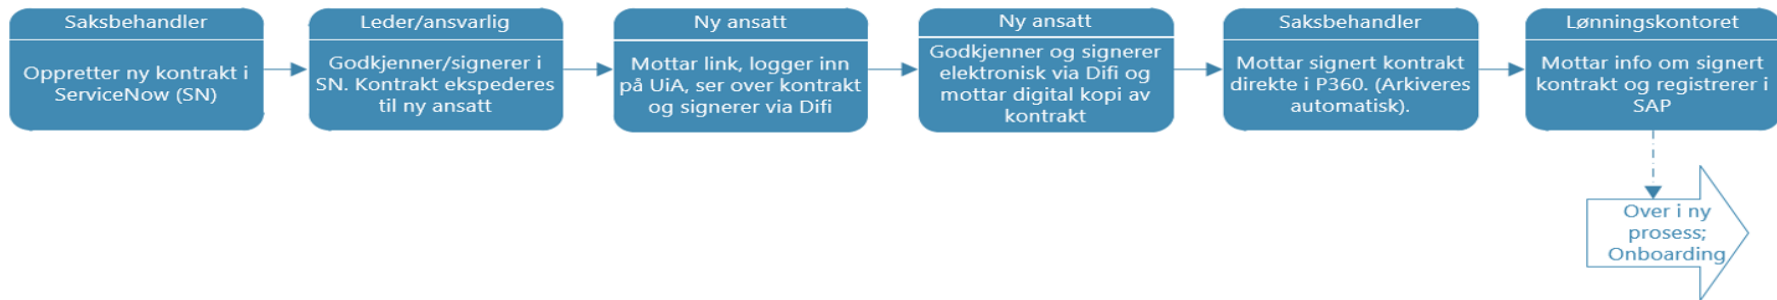 Saksbehandler
Oppretter ny kontrakt i
ServiceNow (SN)
Leder/ansvarlig
Godkjenner/signerer i
SN. Kontrakt ekspederes
til ny ansatt
Ny ansatt
Mottar link, logger inn
på UiA, ser over kontrakt
og signerer via Difi
Ny ansatt
Godkjenner og signerer
elektronisk via Difi og
mottar digital kopi av
kontrakt
Saksbehandler
Mottar signert kontrakt
direkte i P360. (Arkiveres
automatisk).
Lønningskontoret
Mottar info om signert
kontrakt og registrerer i
SAP
Over i ny
prosess;
Onboarding